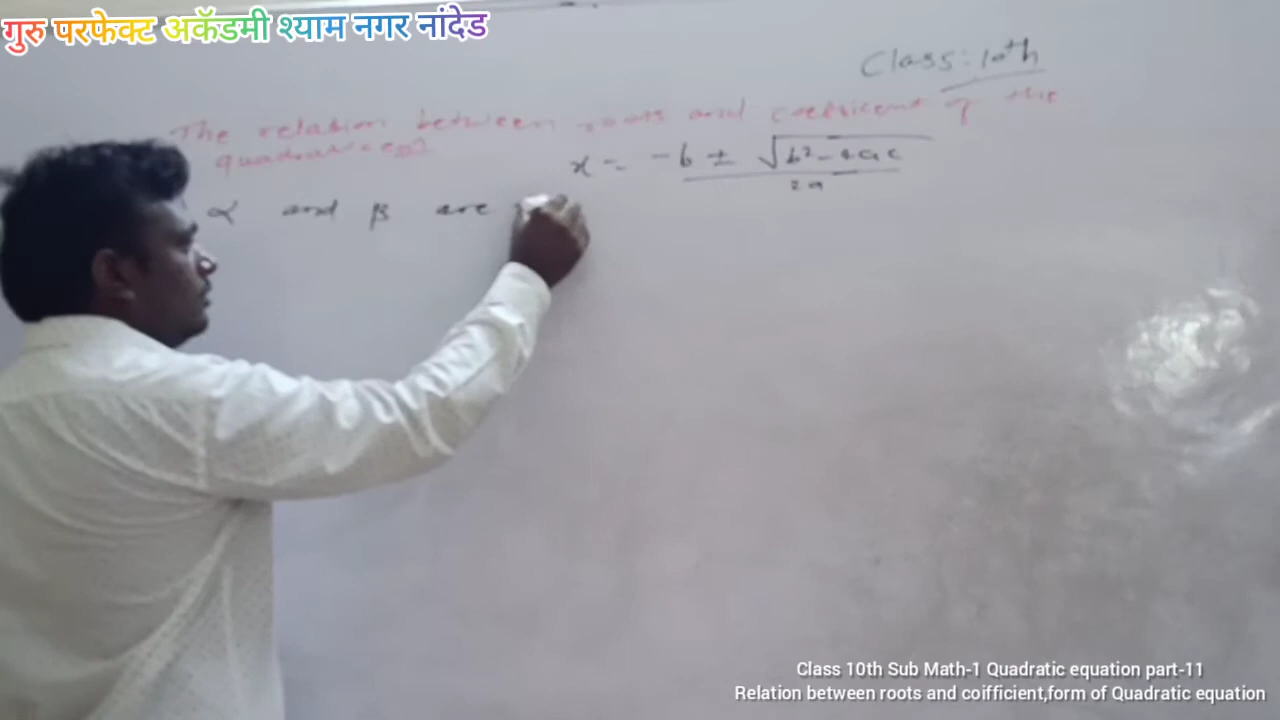 गुरु परफेक्ट अकॅडमी श्याम नगर नांदेड
Class: 10th
The relation between roots and coefficient of the
quadratic eqn
x = -b ± √b²-4ac
2a
α and β are
Class 10th Sub Math-1 Quadratic equation part-11
Relation between roots and coifficient,form of Quadratic equation